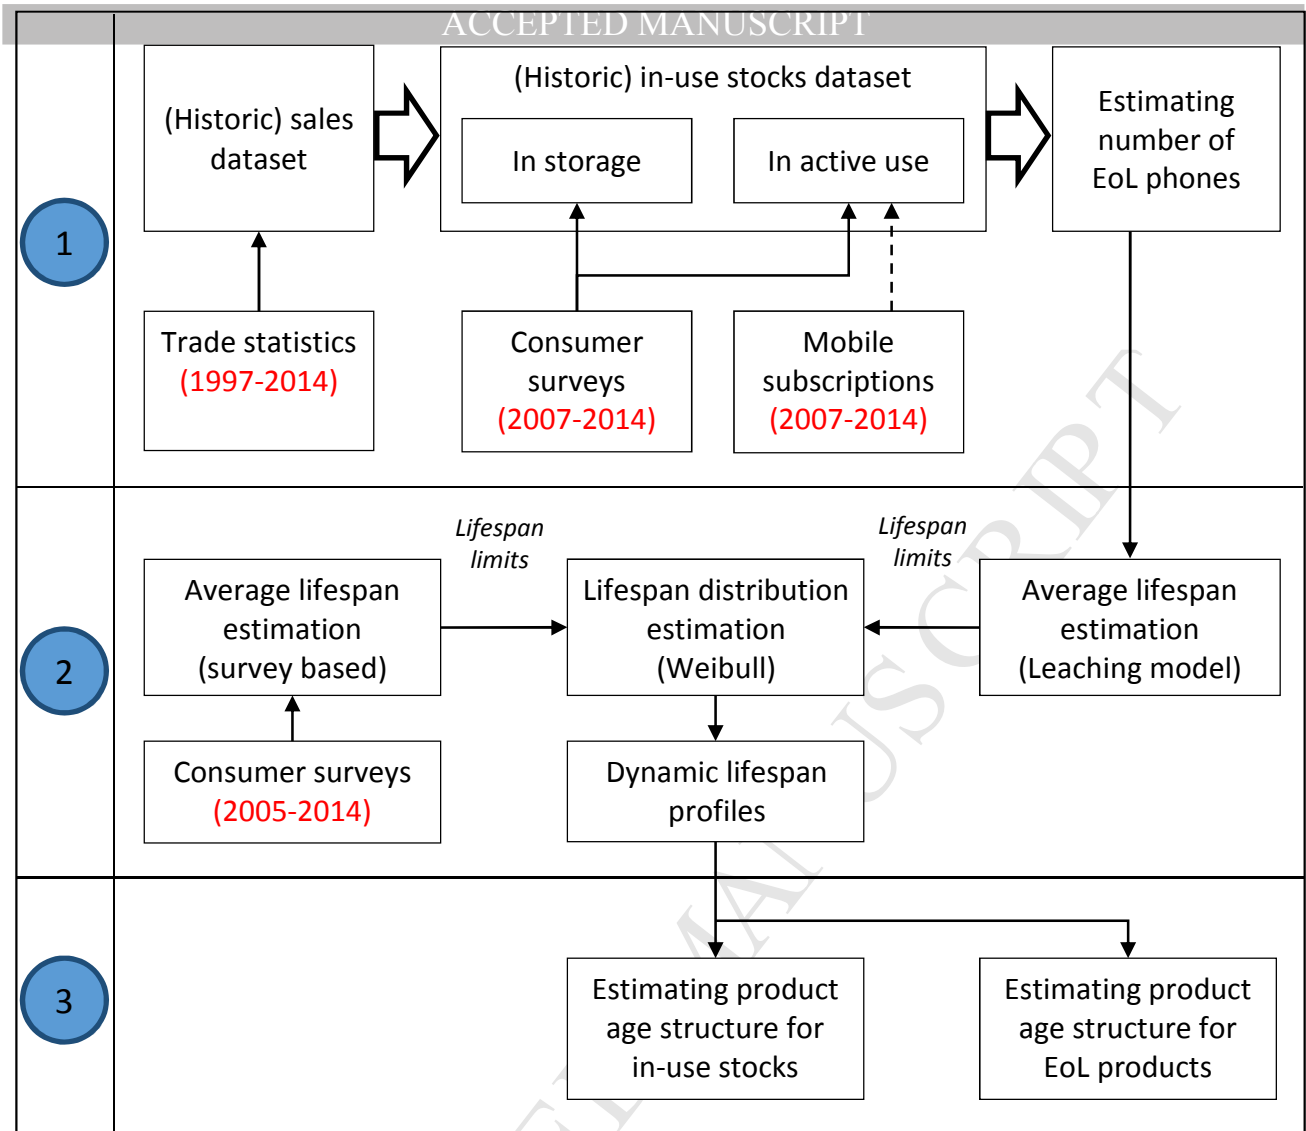 ACCEPTED MANUSCRIPT
1
(Historic) sales
dataset
(Historic) in-use stocks dataset
In storage
In active use
Estimating
number of
EoL phones
Trade statistics
(1997-2014)
Consumer
surveys
(2007-2014)
Mobile
subscriptions
(2007-2014)
2
Average lifespan
estimation
(survey based)
Lifespan
limits
Lifespan distribution
estimation
(Weibull)
Lifespan
limits
Average lifespan
estimation
(Leaching model)
Consumer surveys
(2005-2014)
Dynamic lifespan
profiles
3
Estimating product
age structure for
in-use stocks
Estimating product
age structure for
EoL products